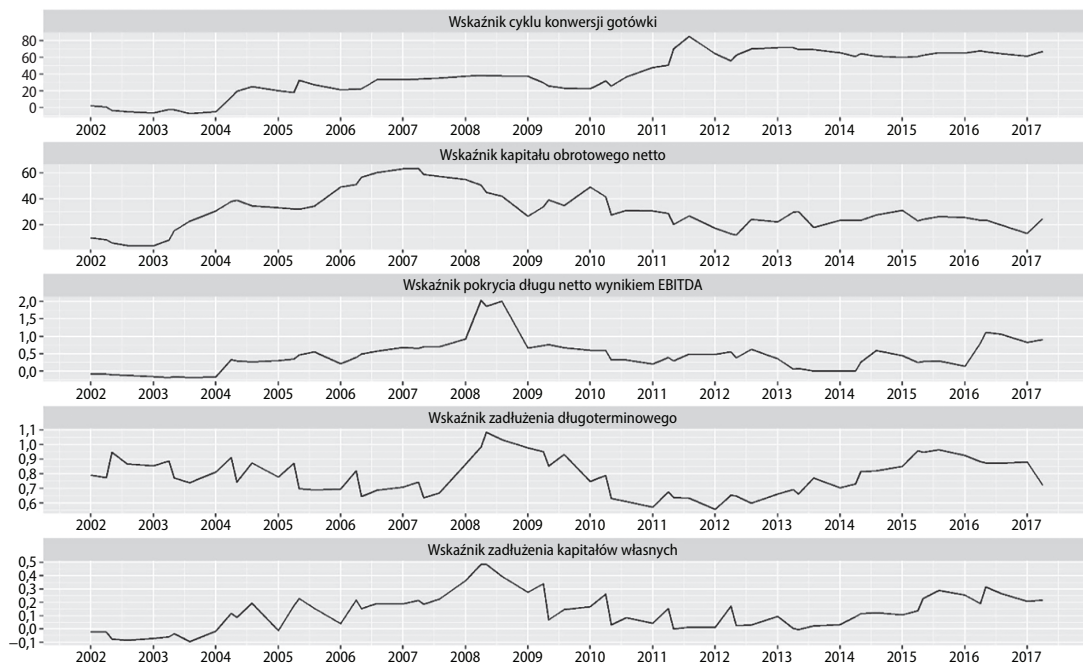 Wskaźnik cyklu konwersji gotówki
80
60
40
20
0
2002 2003 2004 2005 2006 2007 2008 2009 2010 2011 2012 2013 2014 2015 2016 2017
Wskaźnik kapitału obrotowego netto
60
40
20
2002 2003 2004 2005 2006 2007 2008 2009 2010 2011 2012 2013 2014 2015 2016 2017
Wskaźnik pokrycia długu netto wynikiem EBITDA
2,0
1,5
1,0
0,5
0,0
2002 2003 2004 2005 2006 2007 2008 2009 2010 2011 2012 2013 2014 2015 2016 2017
Wskaźnik zadłużenia długoterminowego
1,1
1,0
0,9
0,8
0,7
0,6
2002 2003 2004 2005 2006 2007 2008 2009 2010 2011 2012 2013 2014 2015 2016 2017
Wskaźnik zadłużenia kapitałów własnych
0,5
0,4
0,3
0,2
0,1
0,0
−0,1
2002 2003 2004 2005 2006 2007 2008 2009 2010 2011 2012 2013 2014 2015 2016 2017